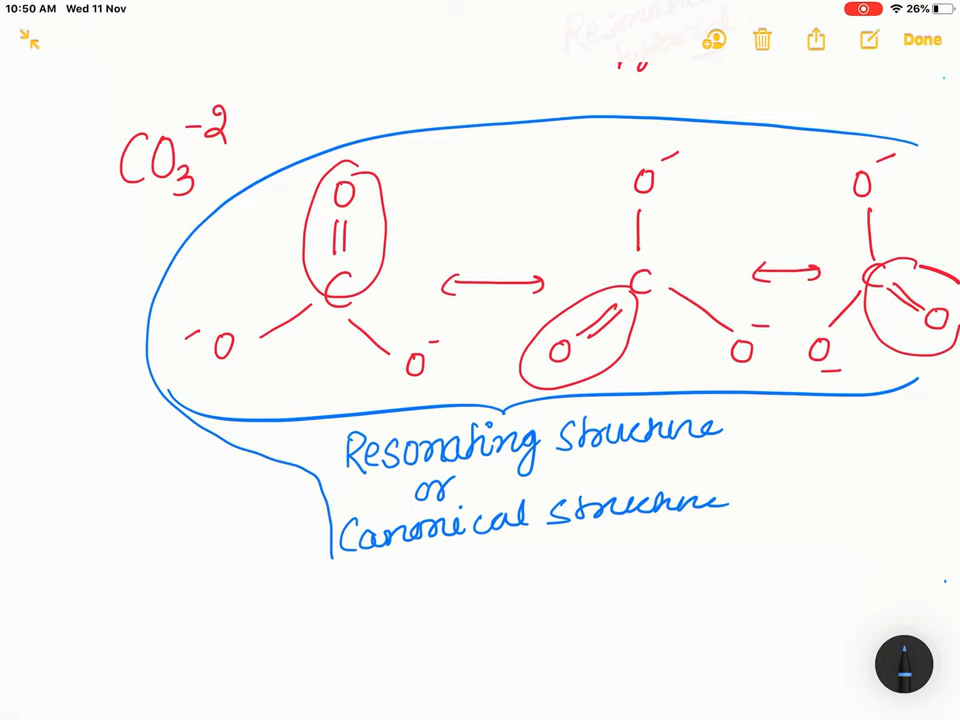 10:50 AM Wed 11 Nov
26%
Done
CO₃⁻²
O O⁻ O⁻
C C C
⁻O O⁻ O O⁻ O⁻ O
Resonating structure
or
Canonical structure